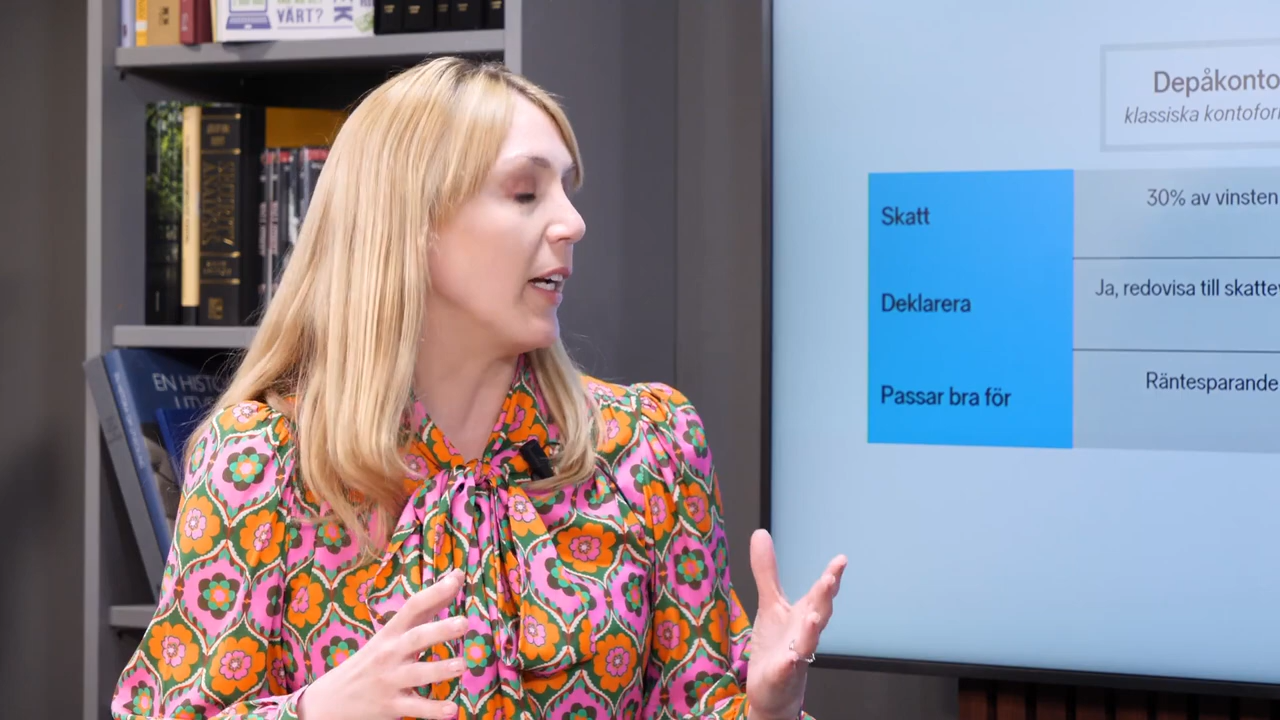 VÄRT?
EN HISTO
UTV
Depåkonto
klassiska kontofor
Skatt
30% av vinsten
Deklarera
Ja, redovisa till skattev
Passar bra för
Räntesparande